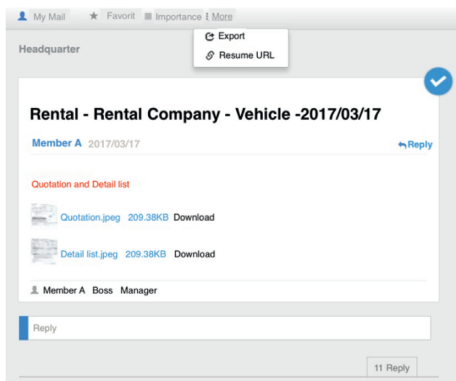 My Mail Favorit Importance More
Export
Resume URL
Headquarter
Rental - Rental Company - Vehicle -2017/03/17
Member A 2017/03/17
Reply
Quotation and Detail list
Quotation.jpeg 209.38KB Download
Detail list.jpeg 209.38KB Download
Member A Boss Manager
Reply
11 Reply